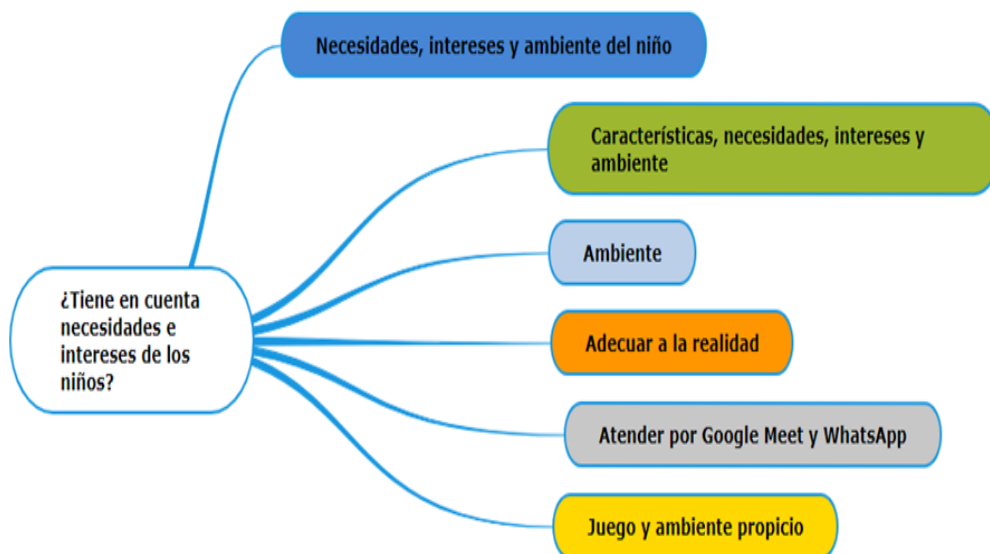 Necesidades, intereses y ambiente del niño
Características, necesidades, intereses y
ambiente
Ambiente
¿Tiene en cuenta
necesidades e
intereses de los
niños?
Adecuar a la realidad
Atender por Google Meet y WhatsApp
Juego y ambiente propicio